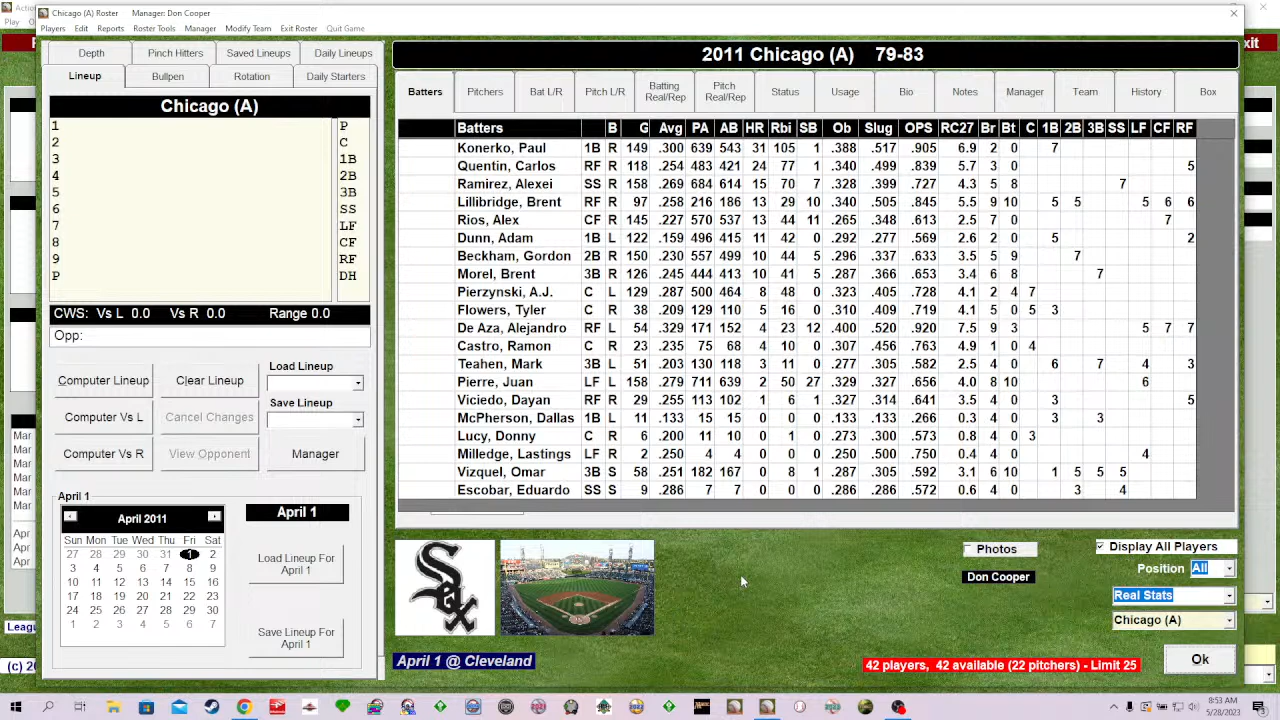 Chicago (A) Roster Manager: Don Cooper
Players Edit Reports Roster Tools Manager Modify Team Exit Roster Quit Game
Depth Pinch Hitters Saved Lineups Daily Lineups
Lineup Bullpen Rotation Daily Starters
Chicago (A)
1 P
2 C
3 1B
4 2B
5 3B
6 SS
7 LF
8 CF
9 RF
P DH
CWS: Vs L 0.0 Vs R 0.0 Range 0.0
Opp:
Computer Lineup Clear Lineup Load Lineup
Computer Vs L Cancel Changes Save Lineup
Computer Vs R View Opponent Manager
April 1
April 2011
Sun Mon Tue Wed Thu Fri Sat
27 28 29 30 31 1 2
3 4 5 6 7 8 9
10 11 12 13 14 15 16
17 18 19 20 21 22 23
24 25 26 27 28 29 30
1 2 3 4 5 6 7
April 1
Load Lineup For
April 1
Save Lineup For
April 1
2011 Chicago (A) 79-83
Batters Pitchers Bat L/R Pitch L/R Batting Real/Rep Pitch Real/Rep Status Usage Bio Notes Manager Team History Box
Batters B G Avg PA AB HR Rbi SB Ob Slug OPS RC27 Br Bt C 1B 2B 3B SS LF CF RF
Konerko, Paul 1B R 149 .300 639 543 31 105 1 .388 .517 .905 6.9 2 0 7
Quentin, Carlos RF R 118 .254 483 421 24 77 1 .340 .499 .839 5.7 3 0 5
Ramirez, Alexei SS R 158 .269 684 614 15 70 7 .328 .399 .727 4.3 5 8 7
Lillibridge, Brent RF R 97 .258 216 186 13 29 10 .340 .505 .845 5.5 9 10 5 5 5 6 6
Rios, Alex CF R 145 .227 570 537 13 44 11 .265 .348 .613 2.5 7 0 7
Dunn, Adam 1B L 122 .159 496 415 11 42 0 .292 .277 .569 2.6 2 0 5 2
Beckham, Gordon 2B R 150 .230 557 499 10 44 5 .296 .337 .633 3.5 5 9 7
Morel, Brent 3B R 126 .245 444 413 10 41 5 .287 .366 .653 3.4 6 8 7
Pierzynski, A.J. C L 129 .287 500 464 8 48 0 .323 .405 .728 4.1 2 4 7
Flowers, Tyler C R 38 .209 129 110 5 16 0 .310 .409 .719 4.1 5 0 5 3
De Aza, Alejandro RF L 54 .329 171 152 4 23 12 .400 .520 .920 7.5 9 3 5 7 7
Castro, Ramon C R 23 .235 75 68 4 10 0 .307 .456 .763 4.9 1 0 4
Teahen, Mark 3B L 51 .203 130 118 3 11 0 .277 .305 .582 2.5 4 0 6 7 4 3
Pierre, Juan LF L 158 .279 711 639 2 50 27 .329 .327 .656 4.0 8 10 6
Viciedo, Dayan RF R 29 .255 113 102 1 6 1 .327 .314 .641 3.5 4 0 3 5
McPherson, Dallas 1B L 11 .133 15 15 0 0 0 .133 .133 .266 0.3 4 0 3 3
Lucy, Donny C R 6 .200 11 10 0 1 0 .273 .300 .573 0.8 4 0 3
Milledge, Lastings LF R 2 .250 4 4 0 0 0 .250 .500 .750 0.4 4 0 4
Vizquel, Omar 3B S 58 .251 182 167 0 8 1 .287 .305 .592 3.1 6 10 1 5 5 5
Escobar, Eduardo SS S 9 .286 7 7 0 0 0 .286 .286 .572 0.6 4 0 3 4
Sox
Photos Display All Players
Don Cooper Position All
Real Stats
Chicago (A)
April 1 @ Cleveland
42 players, 42 available (22 pitchers) - Limit 25
Ok
8:53 AM
5/28/2023